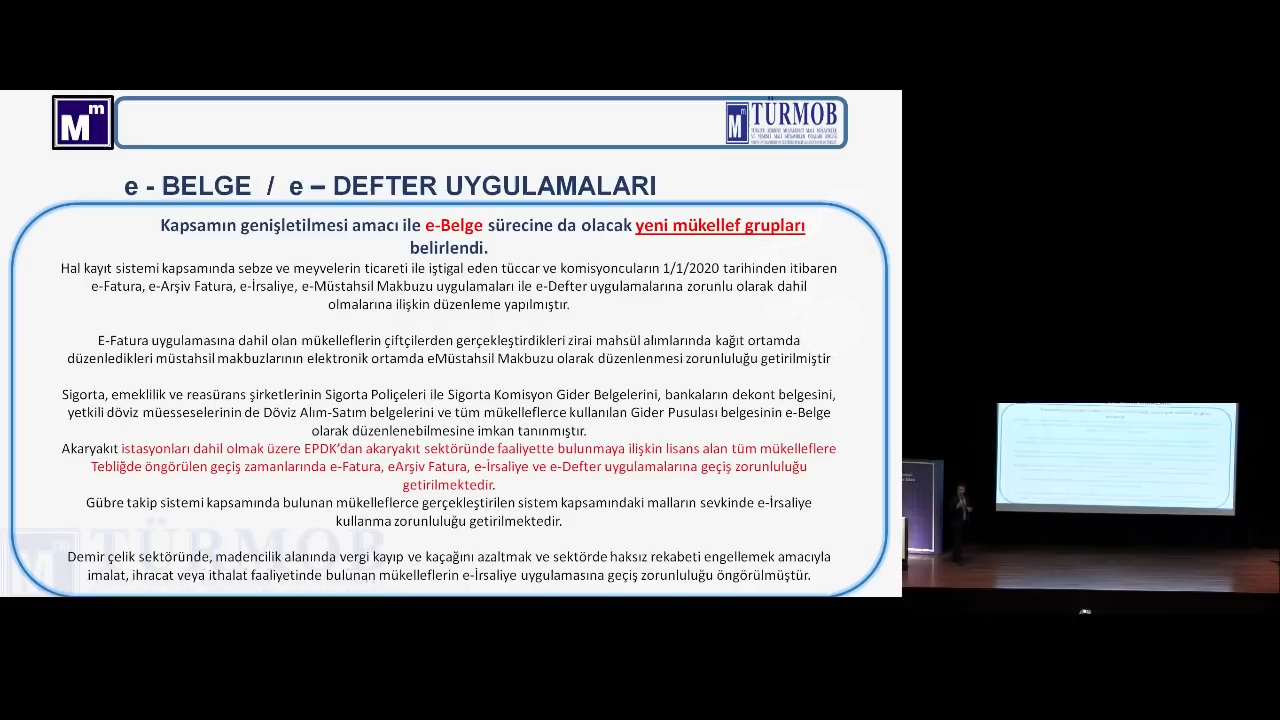 TÜRMOB
e - BELGE / e – DEFTER UYGULAMALARI
Kapsamın genişletilmesi amacı ile e-Belge sürecine da olacak yeni mükellef grupları
belirlendi.
Hal kayıt sistemi kapsamında sebze ve meyvelerin ticareti ile iştigal eden tüccar ve komisyoncuların 1/1/2020 tarihinden itibaren
e-Fatura, e-Arşiv Fatura, e-İrsaliye, e-Müstahsil Makbuzu uygulamaları ile e-Defter uygulamalarına zorunlu olarak dahil
olmalarına ilişkin düzenleme yapılmıştır.
E-Fatura uygulamasına dahil olan mükelleflerin çiftçilerden gerçekleştirdikleri zirai mahsül alımlarında kağıt ortamda
düzenledikleri müstahsil makbuzlarının elektronik ortamda eMüstahsil Makbuzu olarak düzenlenmesi zorunluluğu getirilmiştir
Sigorta, emeklilik ve reasürans şirketlerinin Sigorta Poliçeleri ile Sigorta Komisyon Gider Belgelerini, bankaların dekont belgesini,
yetkili döviz müesseselerinin de Döviz Alım-Satım belgelerini ve tüm mükelleflerce kullanılan Gider Pusulası belgesinin e-Belge
olarak düzenlenebilmesine imkan tanınmıştır.
Akaryakıt istasyonları dahil olmak üzere EPDK'dan akaryakıt sektöründe faaliyette bulunmaya ilişkin lisans alan tüm mükelleflere
Tebliğde öngörülen geçiş zamanlarında e-Fatura, eArşiv Fatura, e-İrsaliye ve e-Defter uygulamalarına geçiş zorunluluğu
getirilmektedir.
Gübre takip sistemi kapsamında bulunan mükelleflerce gerçekleştirilen sistem kapsamındaki malların sevkinde e-İrsaliye
kullanma zorunluluğu getirilmektedir.
Demir çelik sektöründe, madencilik alanında vergi kayıp ve kaçağını azaltmak ve sektörde haksız rekabeti engellemek amacıyla
imalat, ihracat veya ithalat faaliyetinde bulunan mükelleflerin e-İrsaliye uygulamasına geçiş zorunluluğu öngörülmüştür.